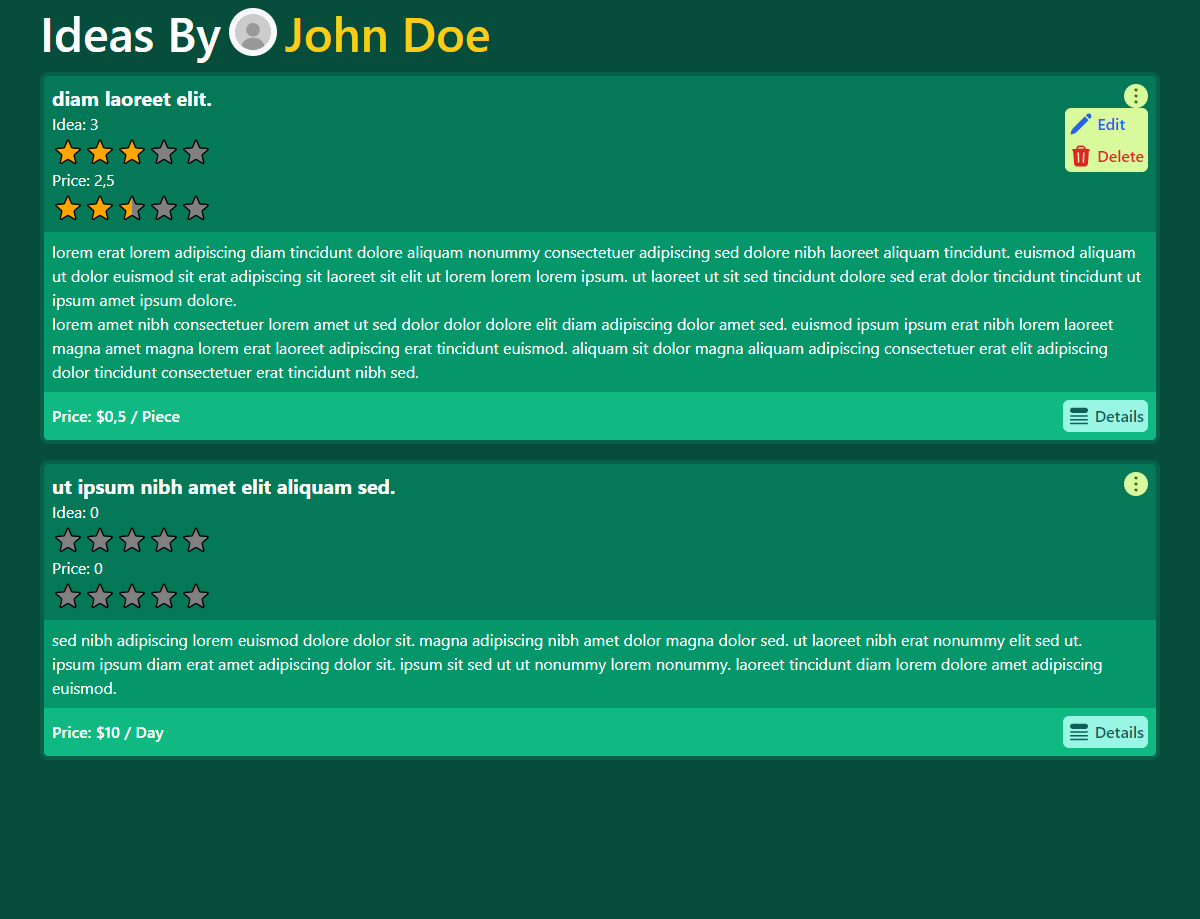 Ideas By John Doe
diam laoreet elit.
Idea: 3
Edit
Delete
Price: 2,5
lorem erat lorem adipiscing diam tincidunt dolore aliquam nonummy consectetuer adipiscing sed dolore nibh laoreet aliquam tincidunt. euismod aliquam
ut dolor euismod sit erat adipiscing sit laoreet sit elit ut lorem lorem lorem ipsum. ut laoreet ut sit sed tincidunt dolore sed erat dolor tincidunt tincidunt ut
ipsum amet ipsum dolore.
lorem amet nibh consectetuer lorem amet ut sed dolor dolor dolore elit diam adipiscing dolor amet sed. euismod ipsum ipsum erat nibh lorem laoreet
magna amet magna lorem erat laoreet adipiscing erat tincidunt euismod. aliquam sit dolor magna aliquam adipiscing consectetuer erat elit adipiscing
dolor tincidunt consectetuer erat tincidunt nibh sed.
Price: $0,5 / Piece
Details
ut ipsum nibh amet elit aliquam sed.
Idea: 0
Price: 0
sed nibh adipiscing lorem euismod dolore dolor sit. magna adipiscing nibh amet dolor magna dolor sed. ut laoreet nibh erat nonummy elit sed ut.
ipsum ipsum diam erat amet adipiscing dolor sit. ipsum sit sed ut ut nonummy lorem nonummy. laoreet tincidunt diam lorem dolore amet adipiscing
euismod.
Price: $10 / Day
Details